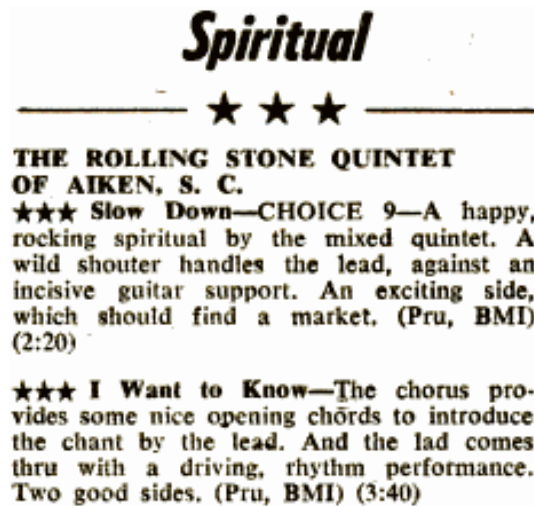 Spiritual
★ ★ ★
THE ROLLING STONE QUINTET
OF AIKEN, S. C.
★★★ Slow Down—CHOICE 9—A happy,
rocking spiritual by the mixed quintet. A
wild shouter handles the lead, against an
incisive guitar support. An exciting side,
which should find a market. (Pru, BMI)
(2:20)
★★★ I Want to Know—The chorus pro-
vides some nice opening chords to introduce
the chant by the lead. And the lad comes
thru with a driving, rhythm performance.
Two good sides. (Pru, BMI) (3:40)